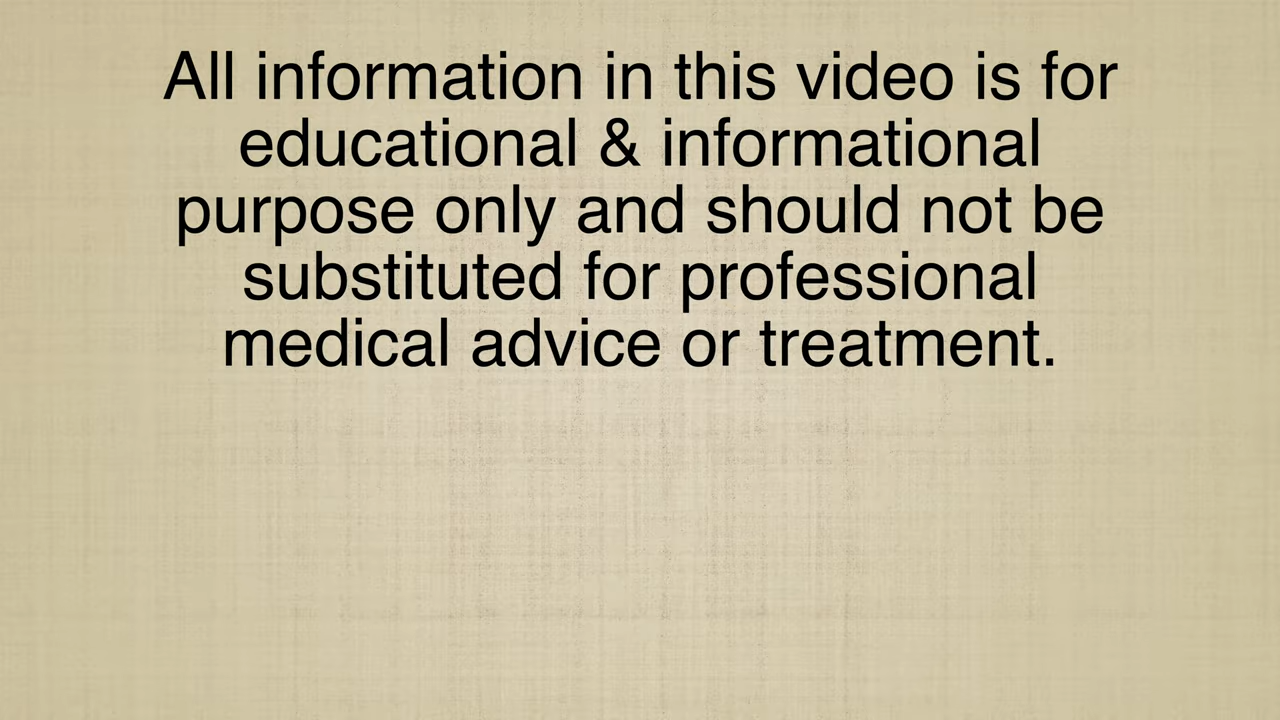 All information in this video is for
educational & informational
purpose only and should not be
substituted for professional
medical advice or treatment.